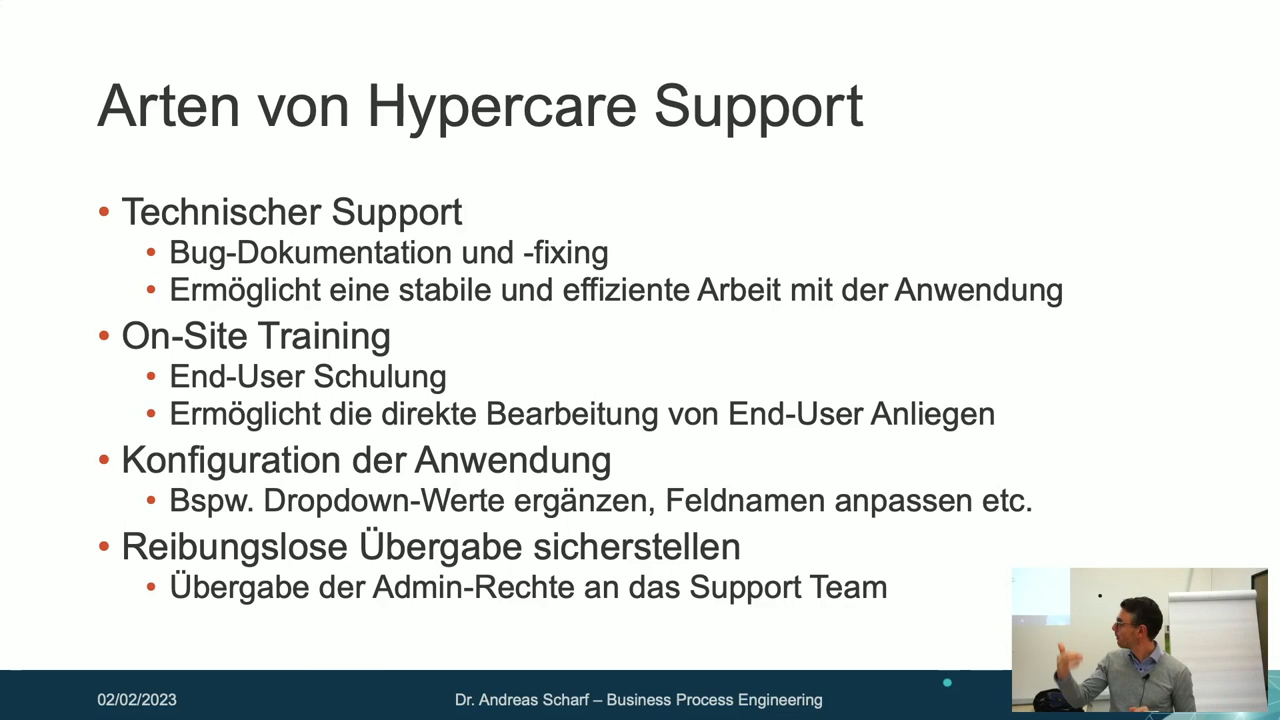 Arten von Hypercare Support
• Technischer Support
• Bug-Dokumentation und -fixing
• Ermöglicht eine stabile und effiziente Arbeit mit der Anwendung
• On-Site Training
• End-User Schulung
• Ermöglicht die direkte Bearbeitung von End-User Anliegen
• Konfiguration der Anwendung
• Bspw. Dropdown-Werte ergänzen, Feldnamen anpassen etc.
• Reibungslose Übergabe sicherstellen
• Übergabe der Admin-Rechte an das Support Team
02/02/2023
Dr. Andreas Scharf – Business Process Engineering